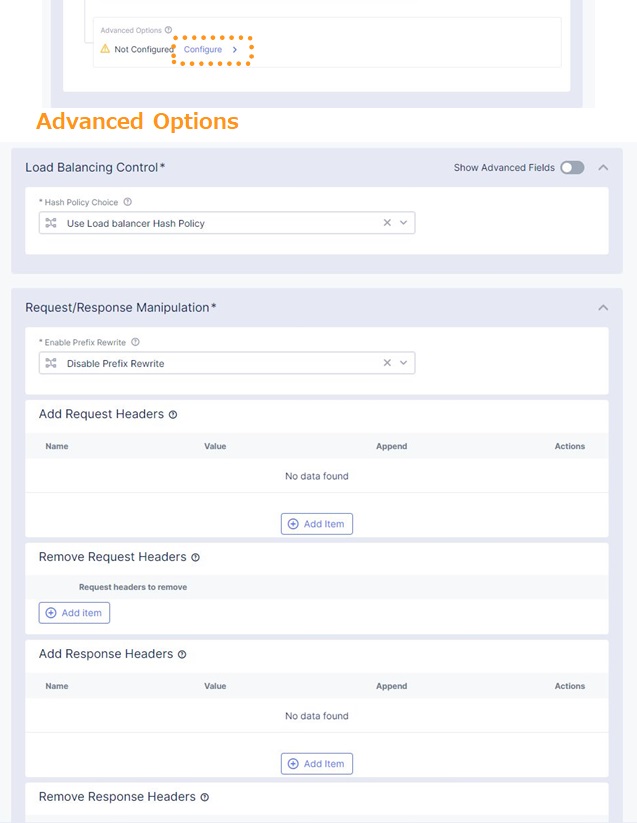 Advanced Options
Not Configured Configure
Advanced Options
Load Balancing Control*
Show Advanced Fields
* Hash Policy Choice
Use Load balancer Hash Policy
Request/Response Manipulation*
* Enable Prefix Rewrite
Disable Prefix Rewrite
Add Request Headers
Name Value Append Actions
No data found
Add Item
Remove Request Headers
Request headers to remove
Add item
Add Response Headers
Name Value Append Actions
No data found
Add Item
Remove Response Headers